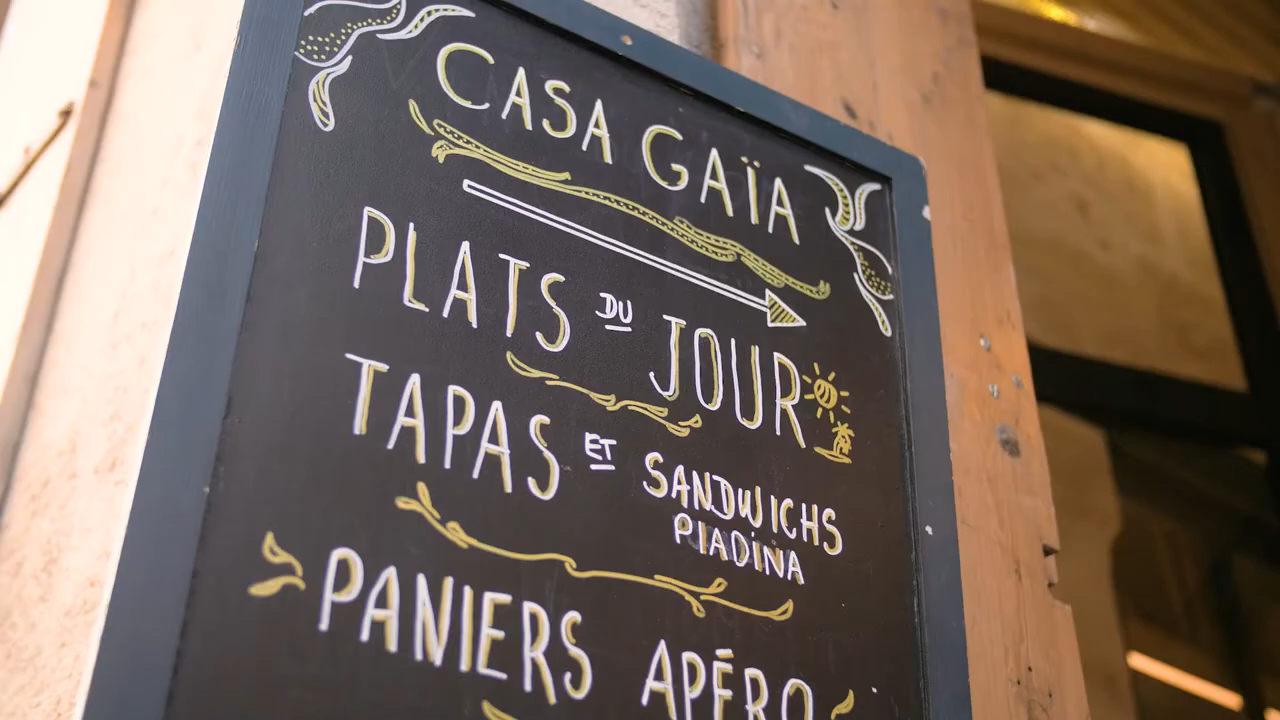 CASA GAÏA
PLATS DU JOUR
TAPAS ET SANDWICHS
PIADINA
PANIERS APÉRO